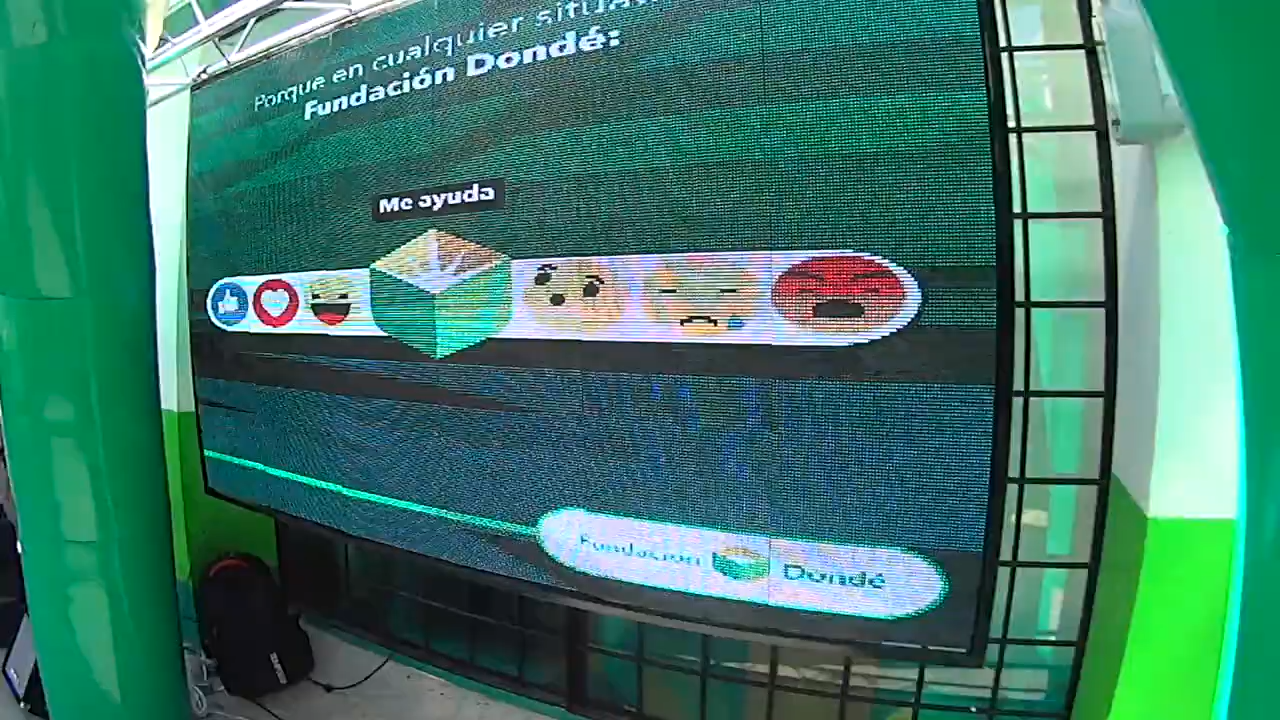 Porque en cualquier
Fundación Dondé:
Me ayuda
Fundación Dondé